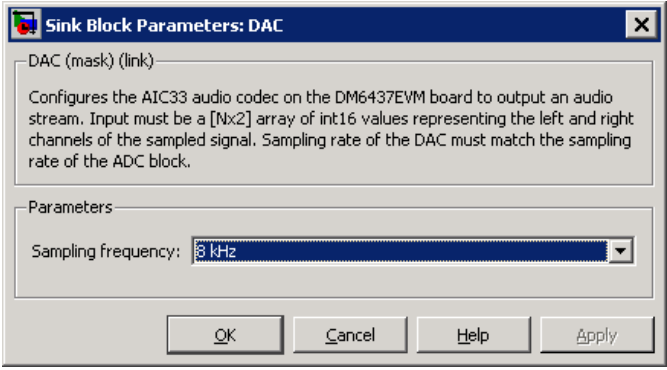 Sink Block Parameters: DAC
DAC (mask) (link)
Configures the AIC33 audio codec on the DM6437EVM board to output an audio
stream. Input must be a [Nx2] array of int16 values representing the left and right
channels of the sampled signal. Sampling rate of the DAC must match the sampling
rate of the ADC block.
Parameters
Sampling frequency: 8 kHz
OK Cancel Help Apply